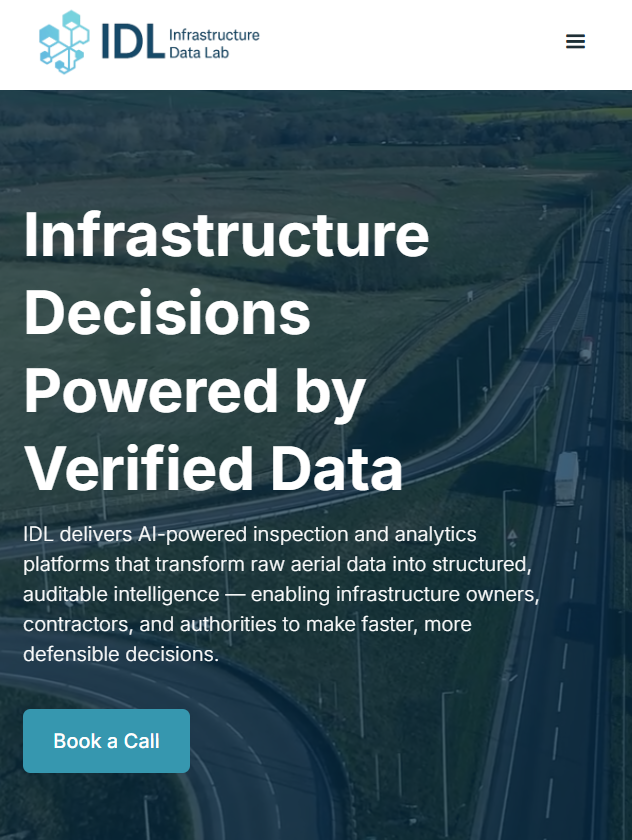 IDL Infrastructure
Data Lab
Infrastructure
Decisions
Powered by
Verified Data
IDL delivers AI-powered inspection and analytics
platforms that transform raw aerial data into structured,
auditable intelligence — enabling infrastructure owners,
contractors, and authorities to make faster, more
defensible decisions.
Book a Call